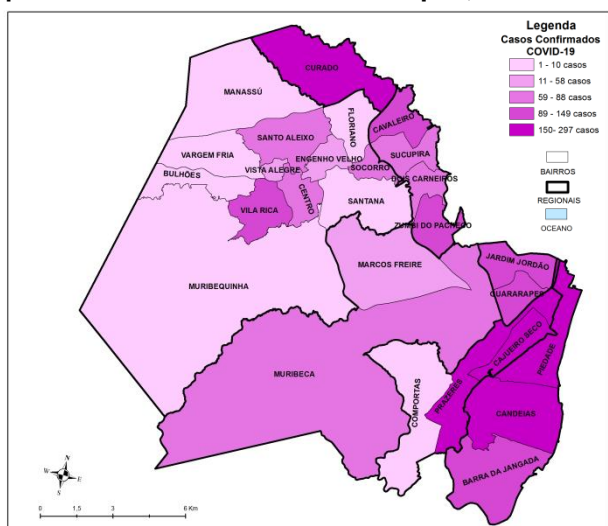 Legenda
Casos Confirmados
COVID-19
1 - 10 casos
11 - 58 casos
59 - 88 casos
89 - 149 casos
150- 297 casos
BAIRROS
REGIONAIS
OCEANO
CURADO
MANASSÚ
FLORIANO
CAVALEIRO
SANTO ALEIXO
VARGEM FRIA
ENGENHO VELHO
SUCUPIRA
VISTA ALEGRE
SOCORRO
BULHÕES
DOIS CARNEIROS
CENTRO
SANTANA
VILA RICA
ZUMBI DO PACHECO
JARDIM JORDÃO
MARCOS FREIRE
MURIBEQUINHA
GUARARAPES
CAJUEIRO SECO
PIEDADE
MURIBECA
COMPORTAS
PRAZERES
CANDEIAS
BARRA DA JANGADA
N
W
E
S
0 1.5 3 6 Km